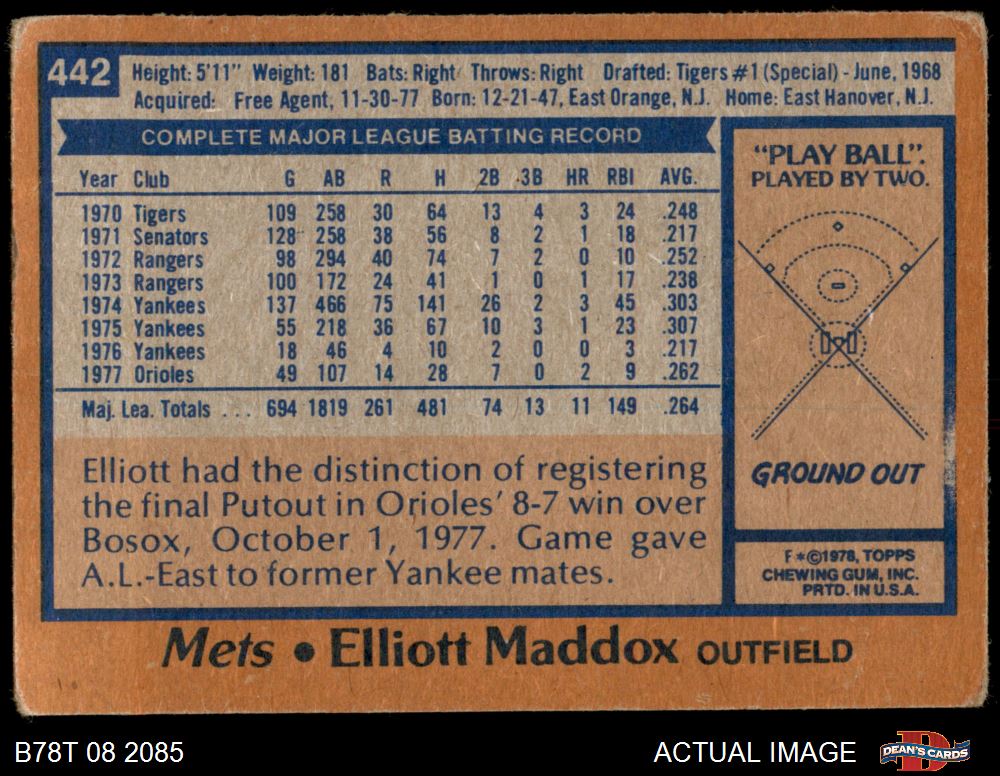 442
Height: 5'11" Weight: 181 Bats: Right Throws: Right Drafted: Tigers #1 (Special) - June, 1968
Acquired: Free Agent, 11-30-77 Born: 12-21-47, East Orange, N.J. Home: East Hanover, N.J.
COMPLETE MAJOR LEAGUE BATTING RECORD
Year Club G AB R H 2B 3B HR RBI AVG.
1970 Tigers 109 258 30 64 13 4 3 24 .248
1971 Senators 128 258 38 56 8 2 1 18 .217
1972 Rangers 98 294 40 74 7 2 0 10 .252
1973 Rangers 100 172 24 41 1 0 1 17 .238
1974 Yankees 137 466 75 141 26 2 3 45 .303
1975 Yankees 55 218 36 67 10 3 1 23 .307
1976 Yankees 18 46 4 10 2 0 0 3 .217
1977 Orioles 49 107 14 28 7 0 2 9 .262
Maj. Lea. Totals ... 694 1819 261 481 74 13 11 149 .264
Elliott had the distinction of registering
the final Putout in Orioles' 8-7 win over
Bosox, October 1, 1977. Game gave
A.L.-East to former Yankee mates.
"PLAY BALL".
PLAYED BY TWO.
GROUND OUT
F*©1978, TOPPS
CHEWING GUM, INC.
PRTD. IN U.S.A.
Mets • Elliott Maddox OUTFIELD
B78T 08 2085
ACTUAL IMAGE
D
DEAN'S CARDS